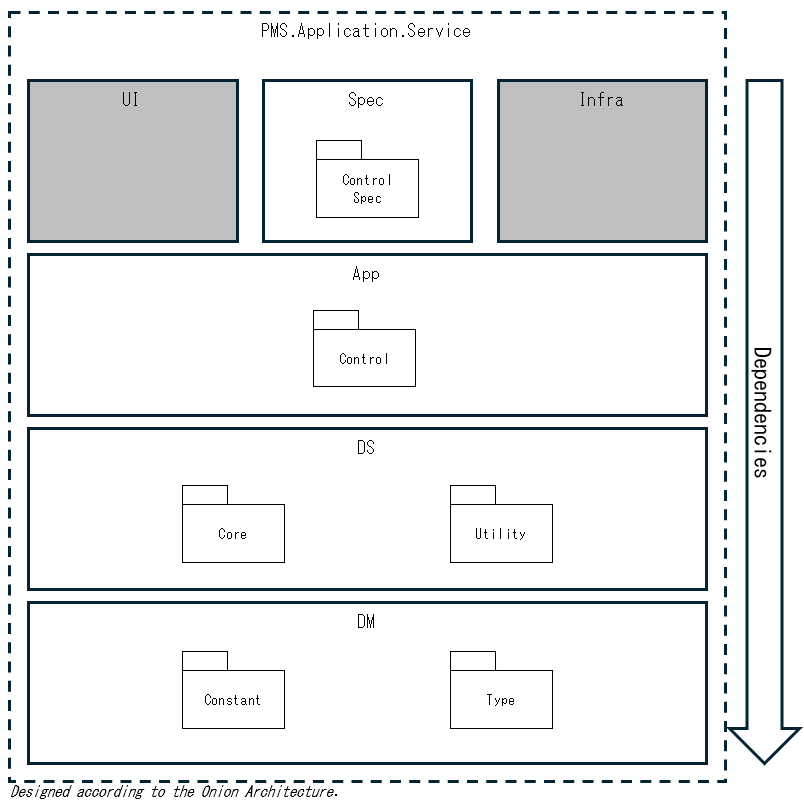 PMS.Application.Service
UI
Spec
Infra
Control
Spec
App
Control
Dependencies
DS
Core
Utility
DM
Constant
Type
Designed according to the Onion Architecture.